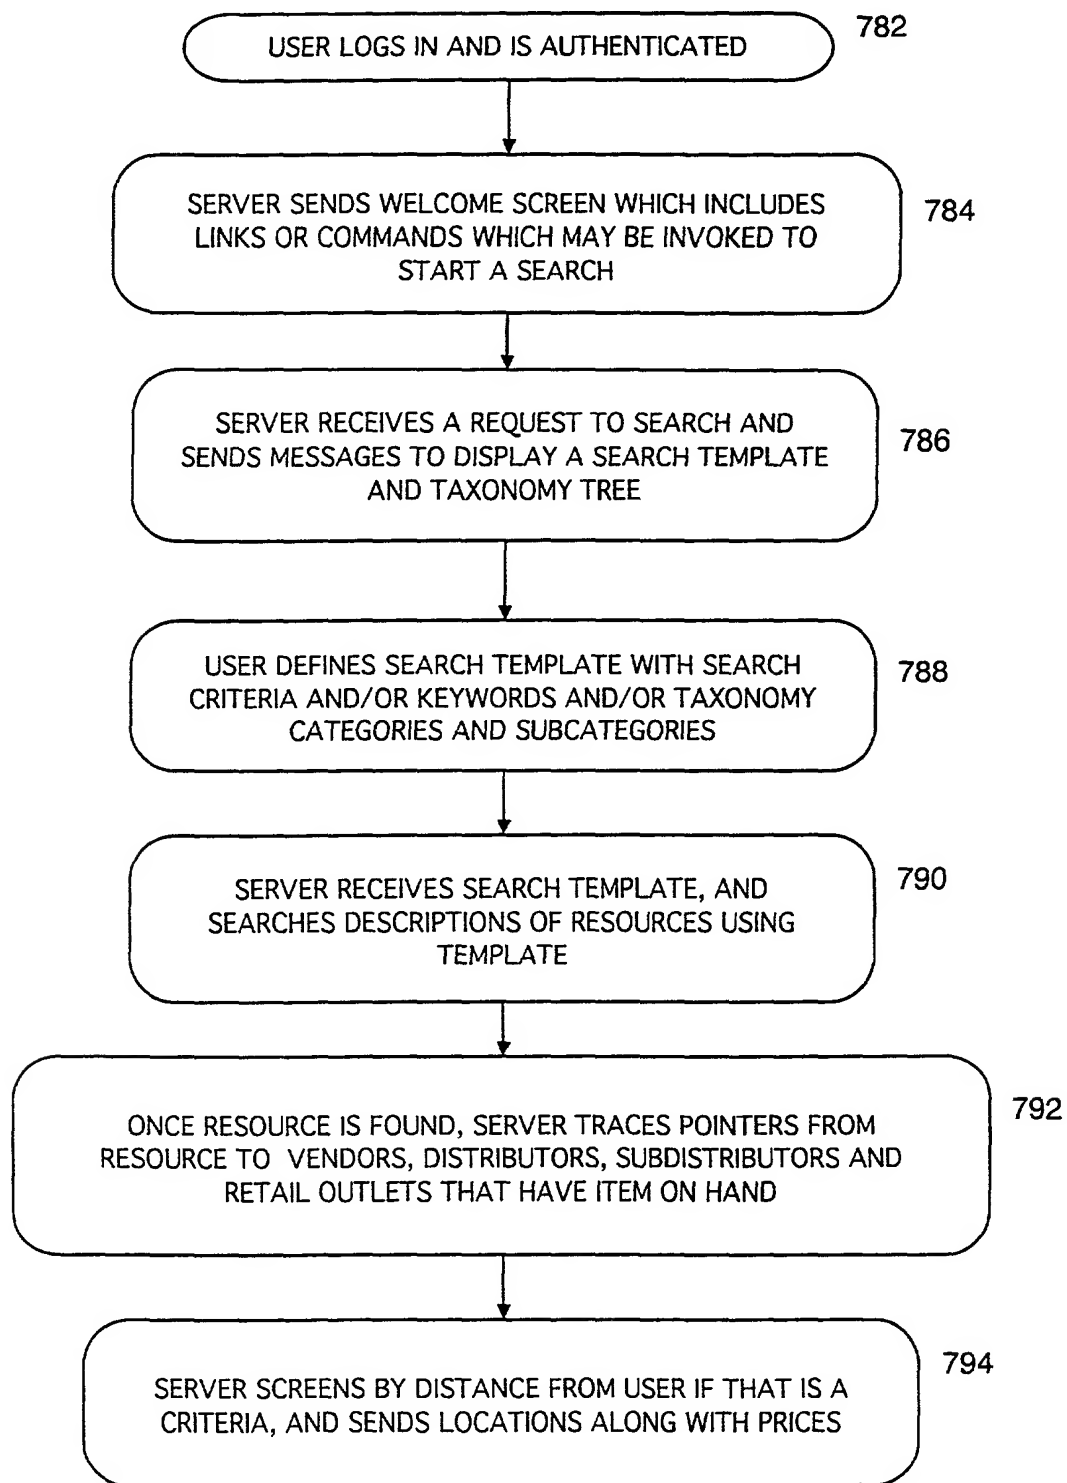 USER LOGS IN AND IS AUTHENTICATED
782
SERVER SENDS WELCOME SCREEN WHICH INCLUDES
LINKS OR COMMANDS WHICH MAY BE INVOKED TO
START A SEARCH
784
SERVER RECEIVES A REQUEST TO SEARCH AND
SENDS MESSAGES TO DISPLAY A SEARCH TEMPLATE
AND TAXONOMY TREE
786
USER DEFINES SEARCH TEMPLATE WITH SEARCH
CRITERIA AND/OR KEYWORDS AND/OR TAXONOMY
CATEGORIES AND SUBCATEGORIES
788
SERVER RECEIVES SEARCH TEMPLATE, AND
SEARCHES DESCRIPTIONS OF RESOURCES USING
TEMPLATE
790
ONCE RESOURCE IS FOUND, SERVER TRACES POINTERS FROM
RESOURCE TO VENDORS, DISTRIBUTORS, SUBDISTRIBUTORS AND
RETAIL OUTLETS THAT HAVE ITEM ON HAND
792
SERVER SCREENS BY DISTANCE FROM USER IF THAT IS A
CRITERIA, AND SENDS LOCATIONS ALONG WITH PRICES
794